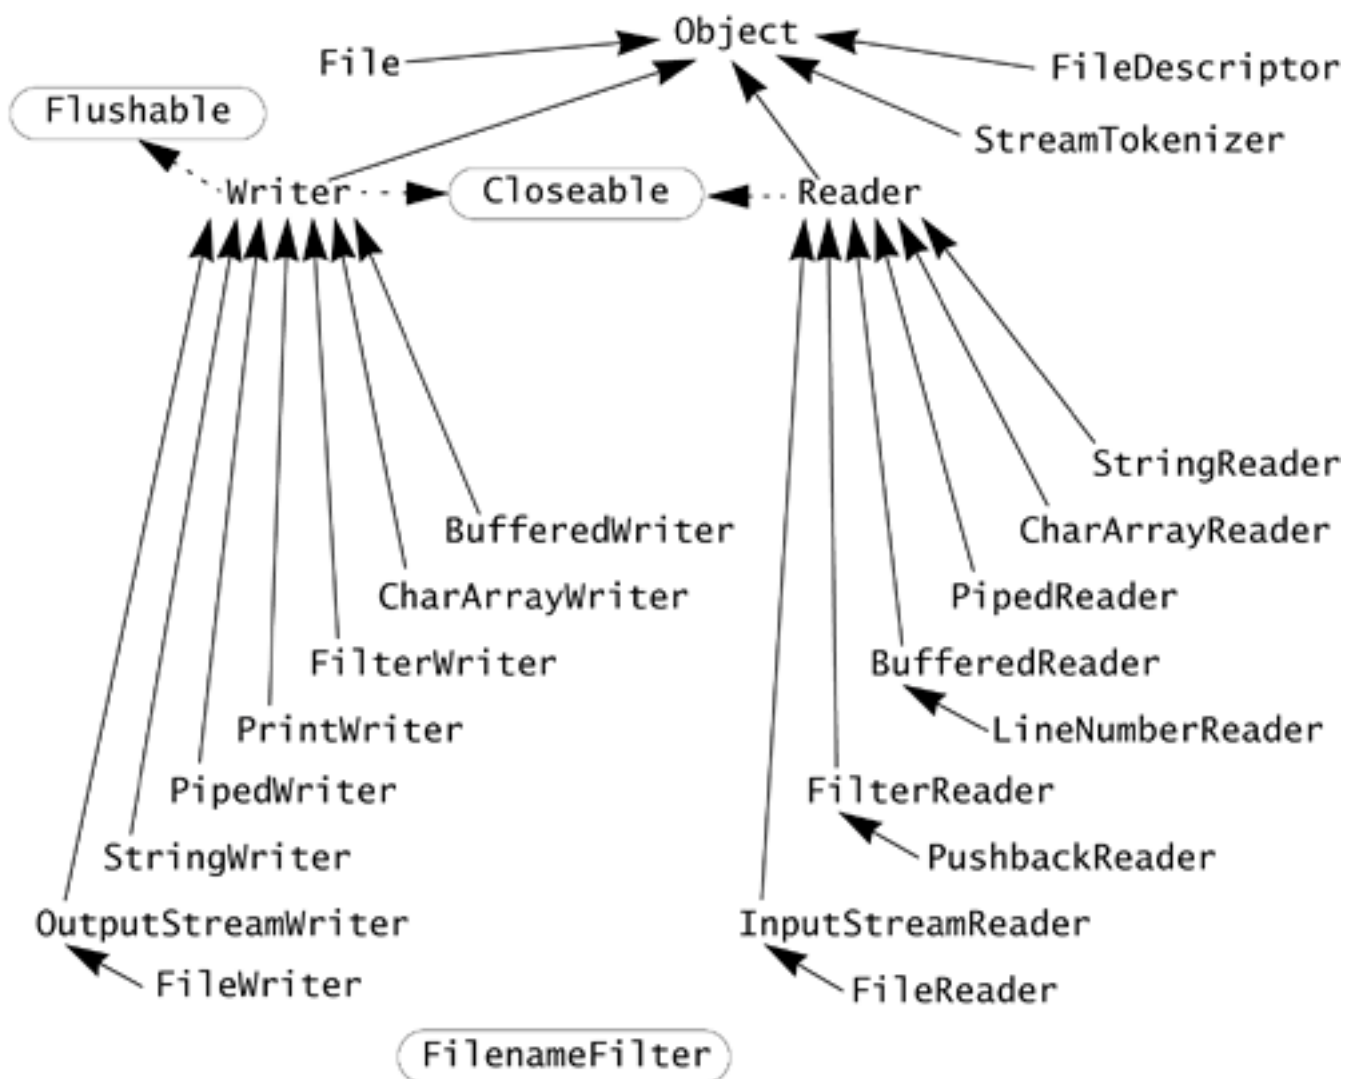 Object
File
FileDescriptor
Flushable
StreamTokenizer
Writer
Closeable
Reader
StringReader
BufferedWriter
CharArrayReader
CharArrayWriter
PipedReader
FilterWriter
BufferedReader
PrintWriter
LineNumberReader
PipedWriter
FilterReader
StringWriter
PushbackReader
OutputStreamWriter
InputStreamReader
FileWriter
FileReader
FilenameFilter